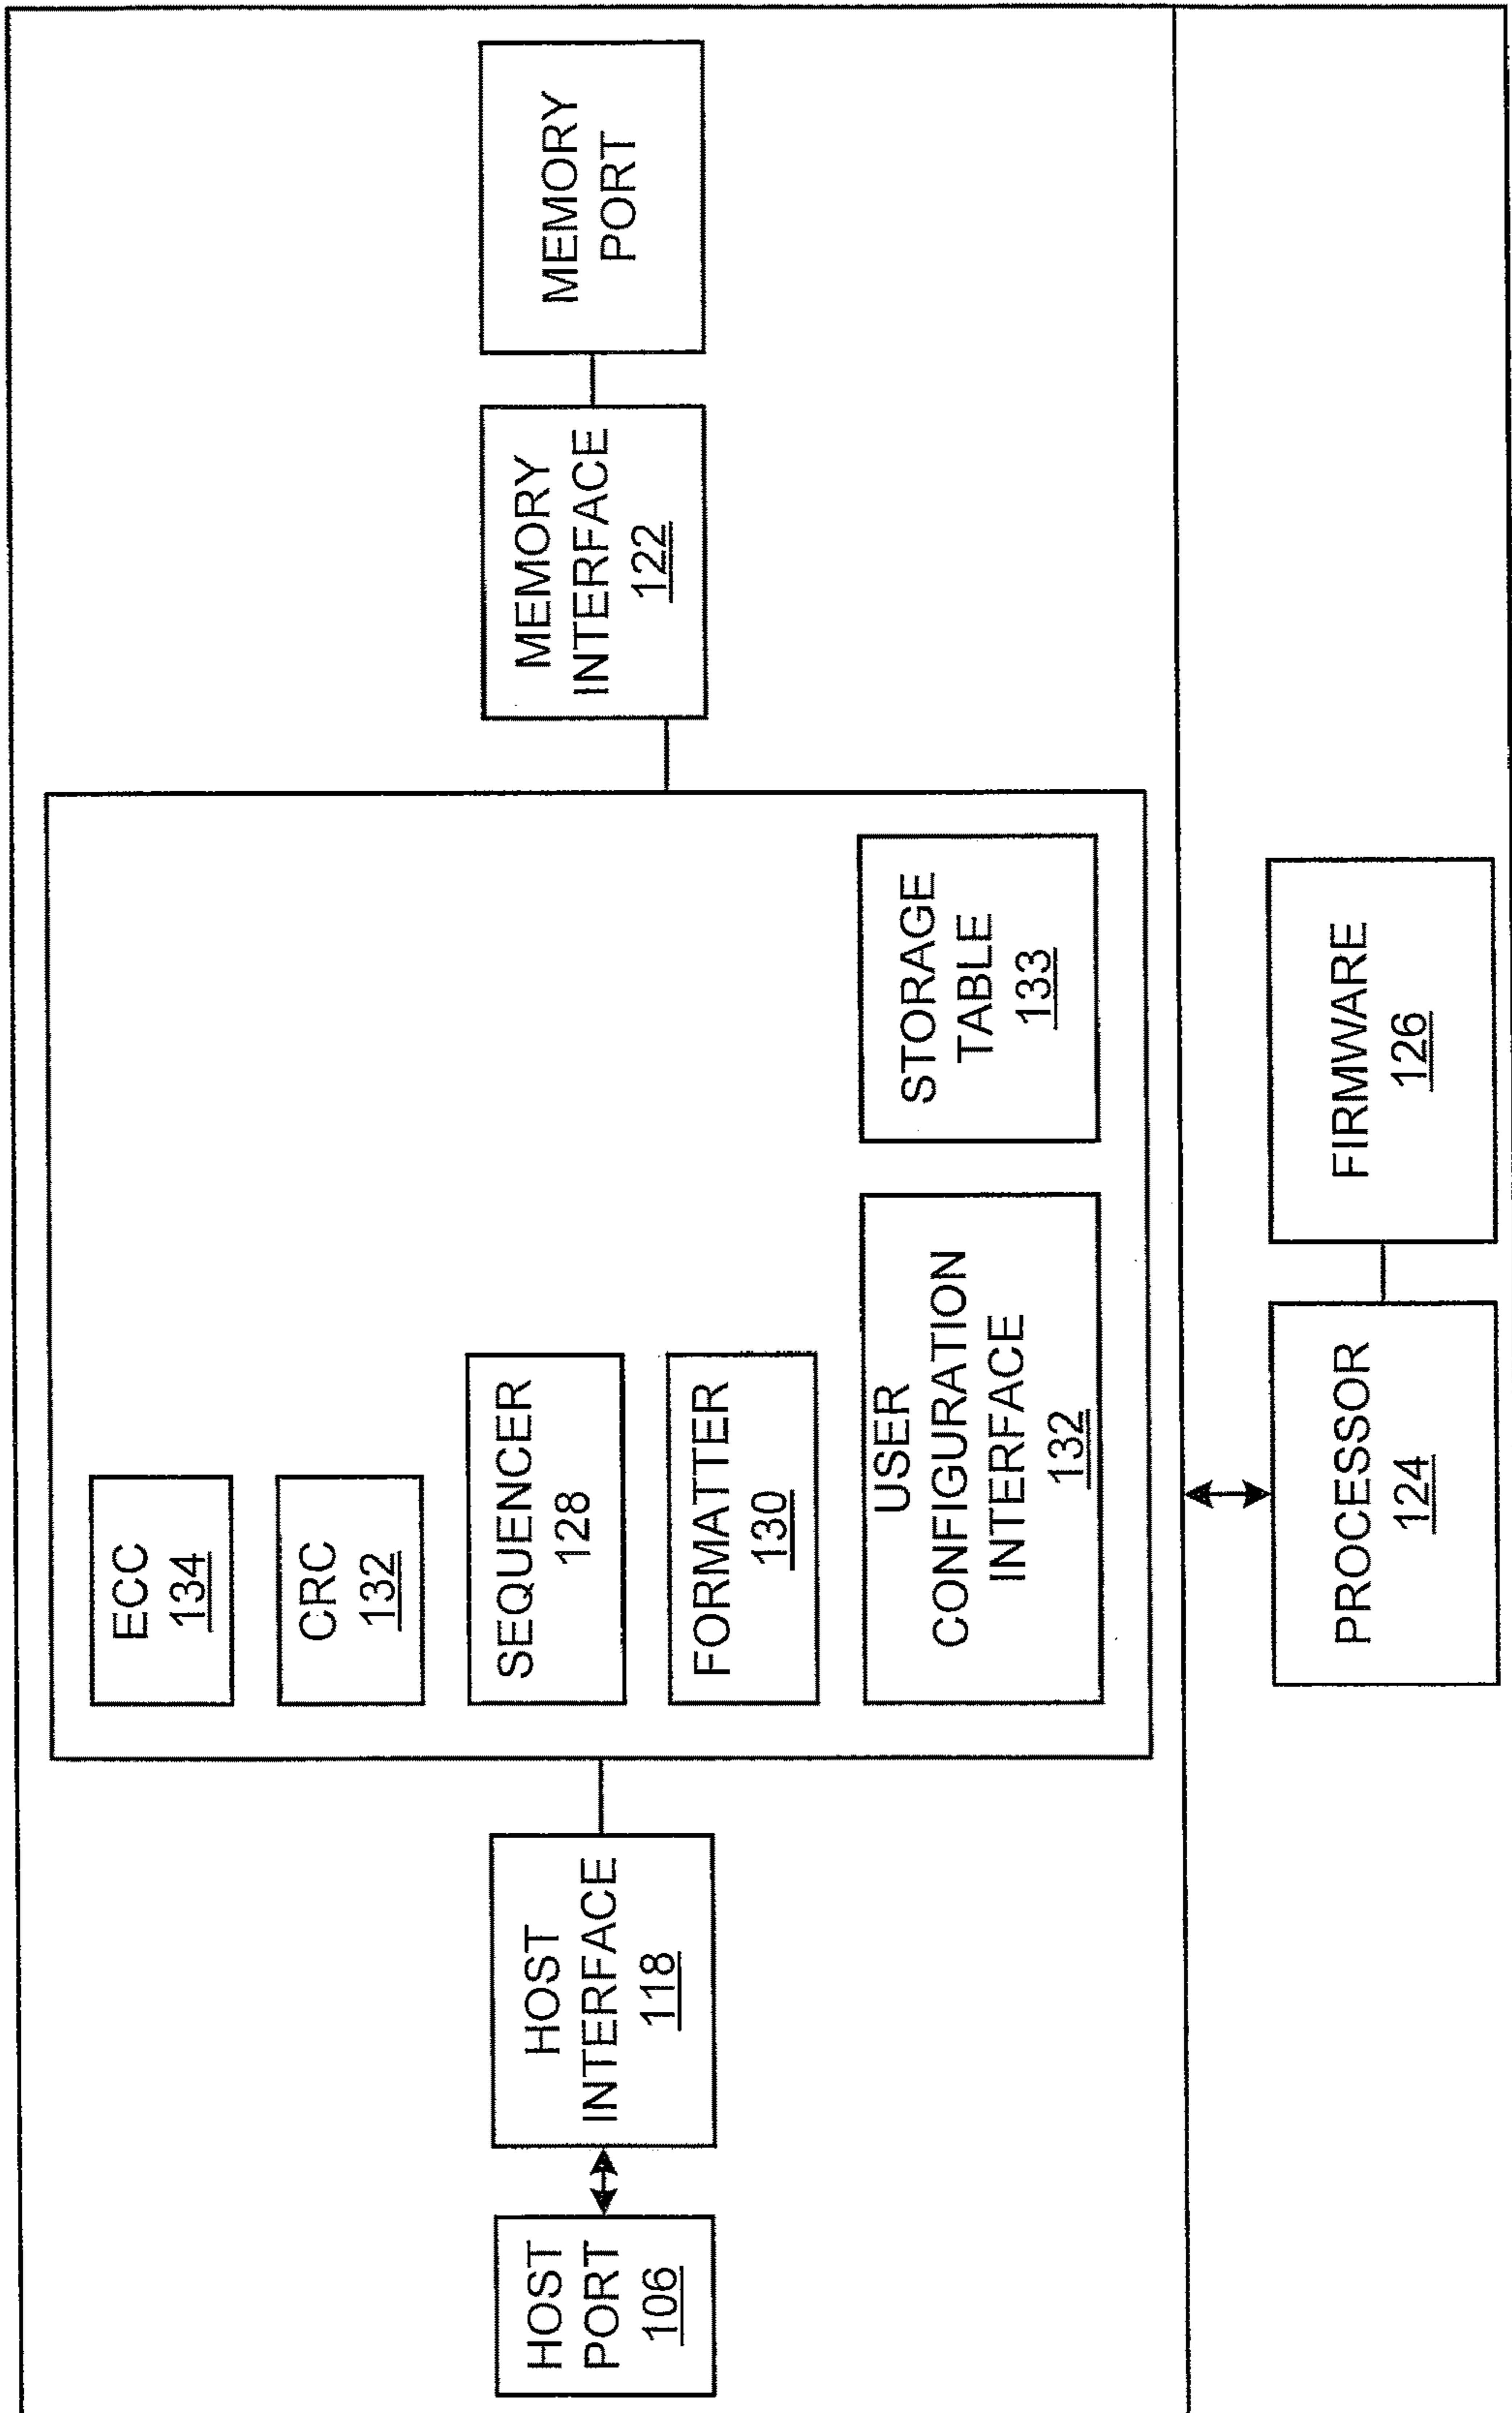 HOST
PORT
106
HOST
INTERFACE
118
ECC
134
CRC
132
SEQUENCER
128
FORMATTER
130
USER
CONFIGURATION
INTERFACE
132
STORAGE
TABLE
133
MEMORY
INTERFACE
122
MEMORY
PORT
PROCESSOR
124
FIRMWARE
126